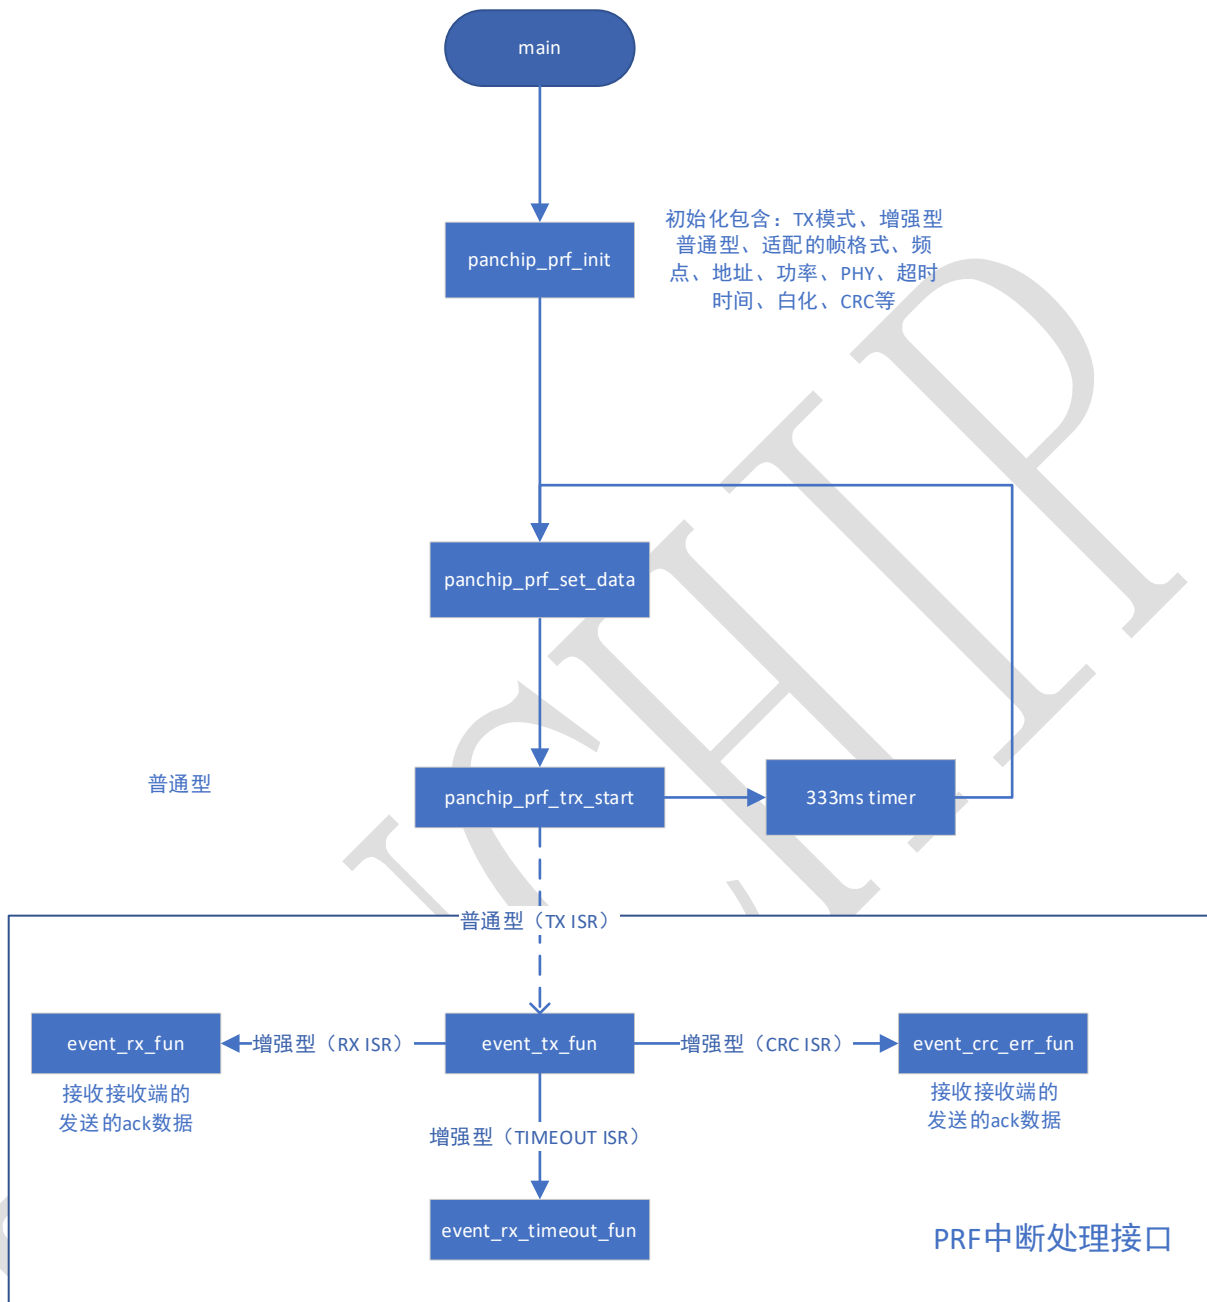 main
panchip_prf_init
初始化包含：TX模式、增强型
普通型、适配的帧格式、频
点、地址、功率、PHY、超时
时间、白化、CRC等
panchip_prf_set_data
普通型
panchip_prf_trx_start
333ms timer
普通型（TX ISR）
event_rx_fun
增强型（RX ISR）
event_tx_fun
增强型（CRC ISR）
event_crc_err_fun
接收接收端的
发送的ack数据
接收接收端的
发送的ack数据
增强型（TIMEOUT ISR）
event_rx_timeout_fun
PRF中断处理接口